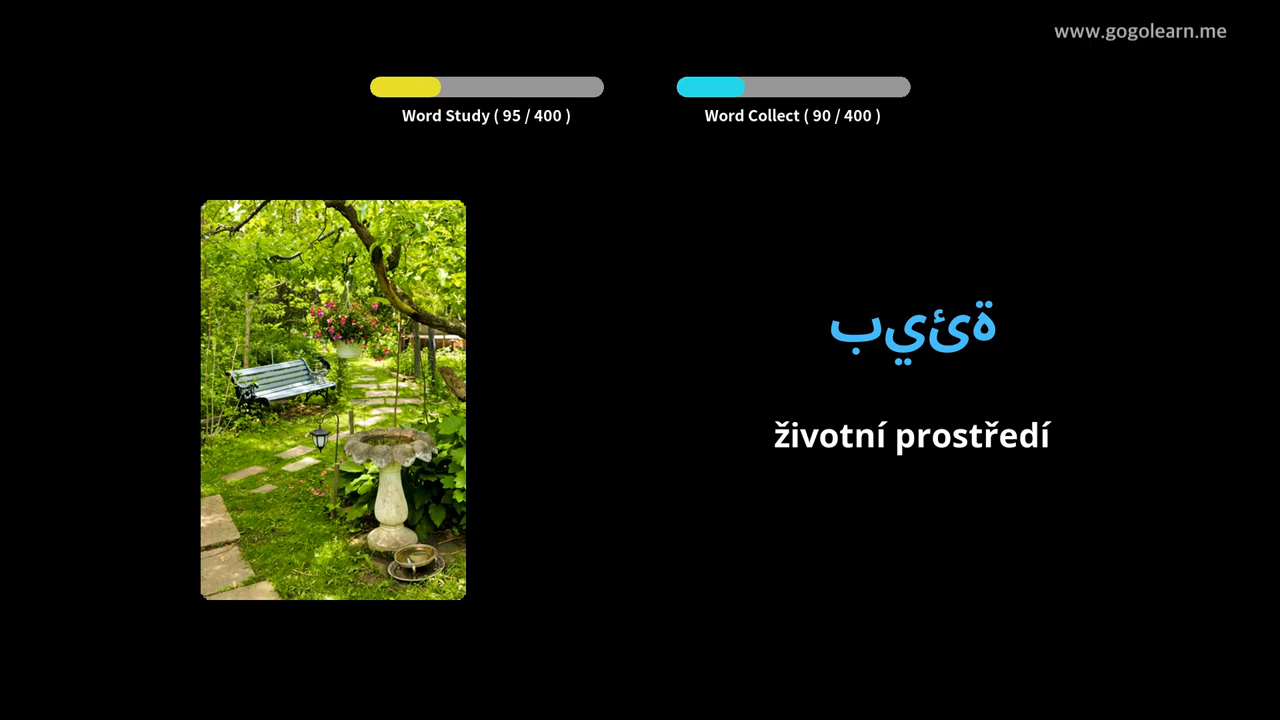 www.gogolearn.me
Word Study ( 95 / 400 )
Word Collect ( 90 / 400 )
بيئة
životní prostředí